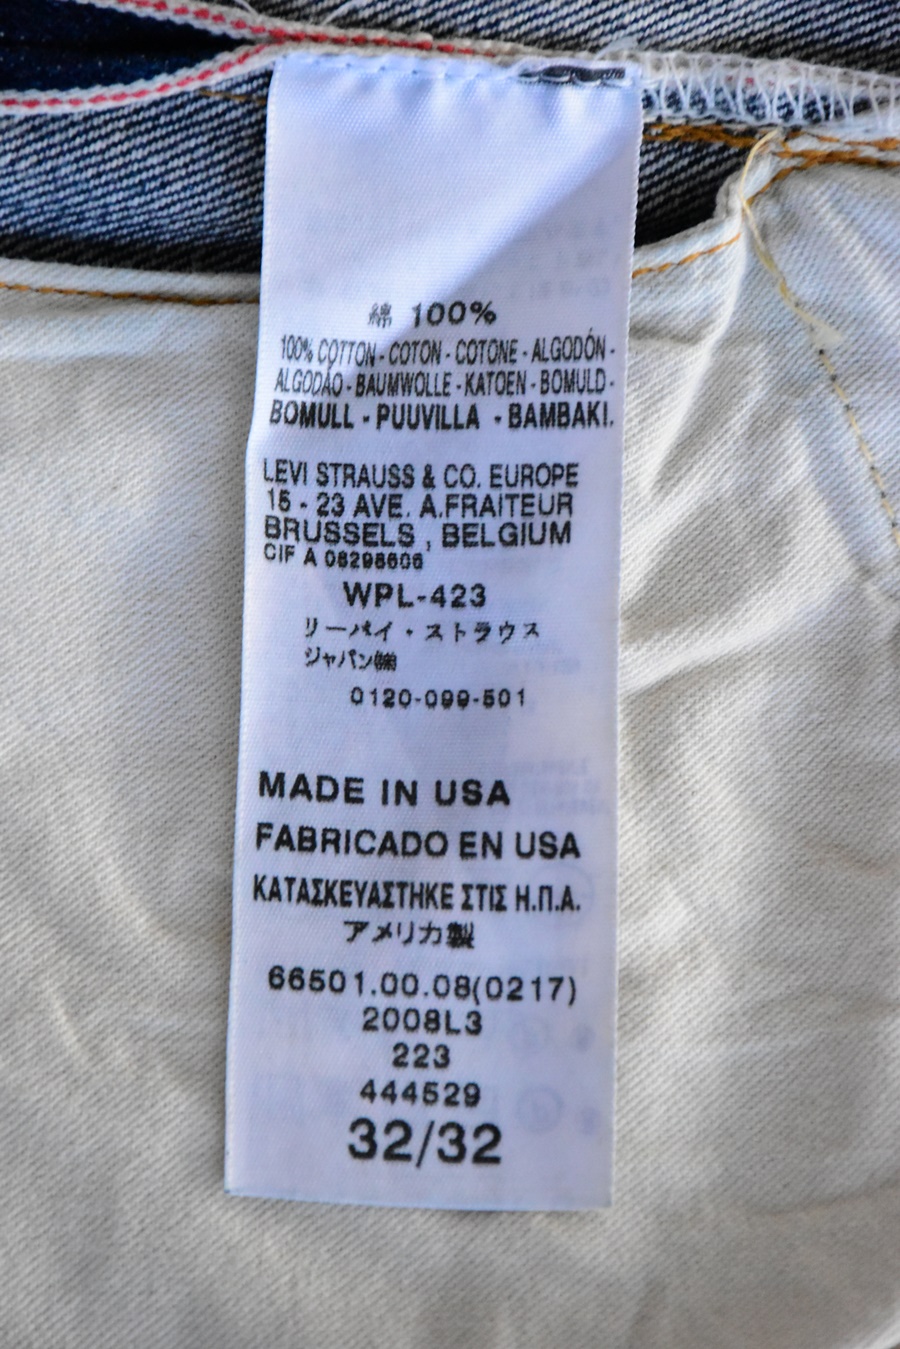 綿 100%
100% COTTON - COTON - COTONE - ALGODÓN -
ALGODÃO - BAUMWOLLE - KATOEN - BOMULD -
BOMULL - PUUVILLA - BAMBAKI.
LEVI STRAUSS & CO. EUROPE
15 - 23 AVE. A.FRAITEUR
BRUSSELS , BELGIUM
CIF A 08298606
WPL-423
リーバイ・ストラウス
ジャパン㈱
0120-099-501
MADE IN USA
FABRICADO EN USA
ΚΑΤΑΣΚΕΥΑΣΤΗΚΕ ΣΤΙΣ Η.Π.Α.
アメリカ製
66501.00.08(0217)
2008L3
223
444529
32/32